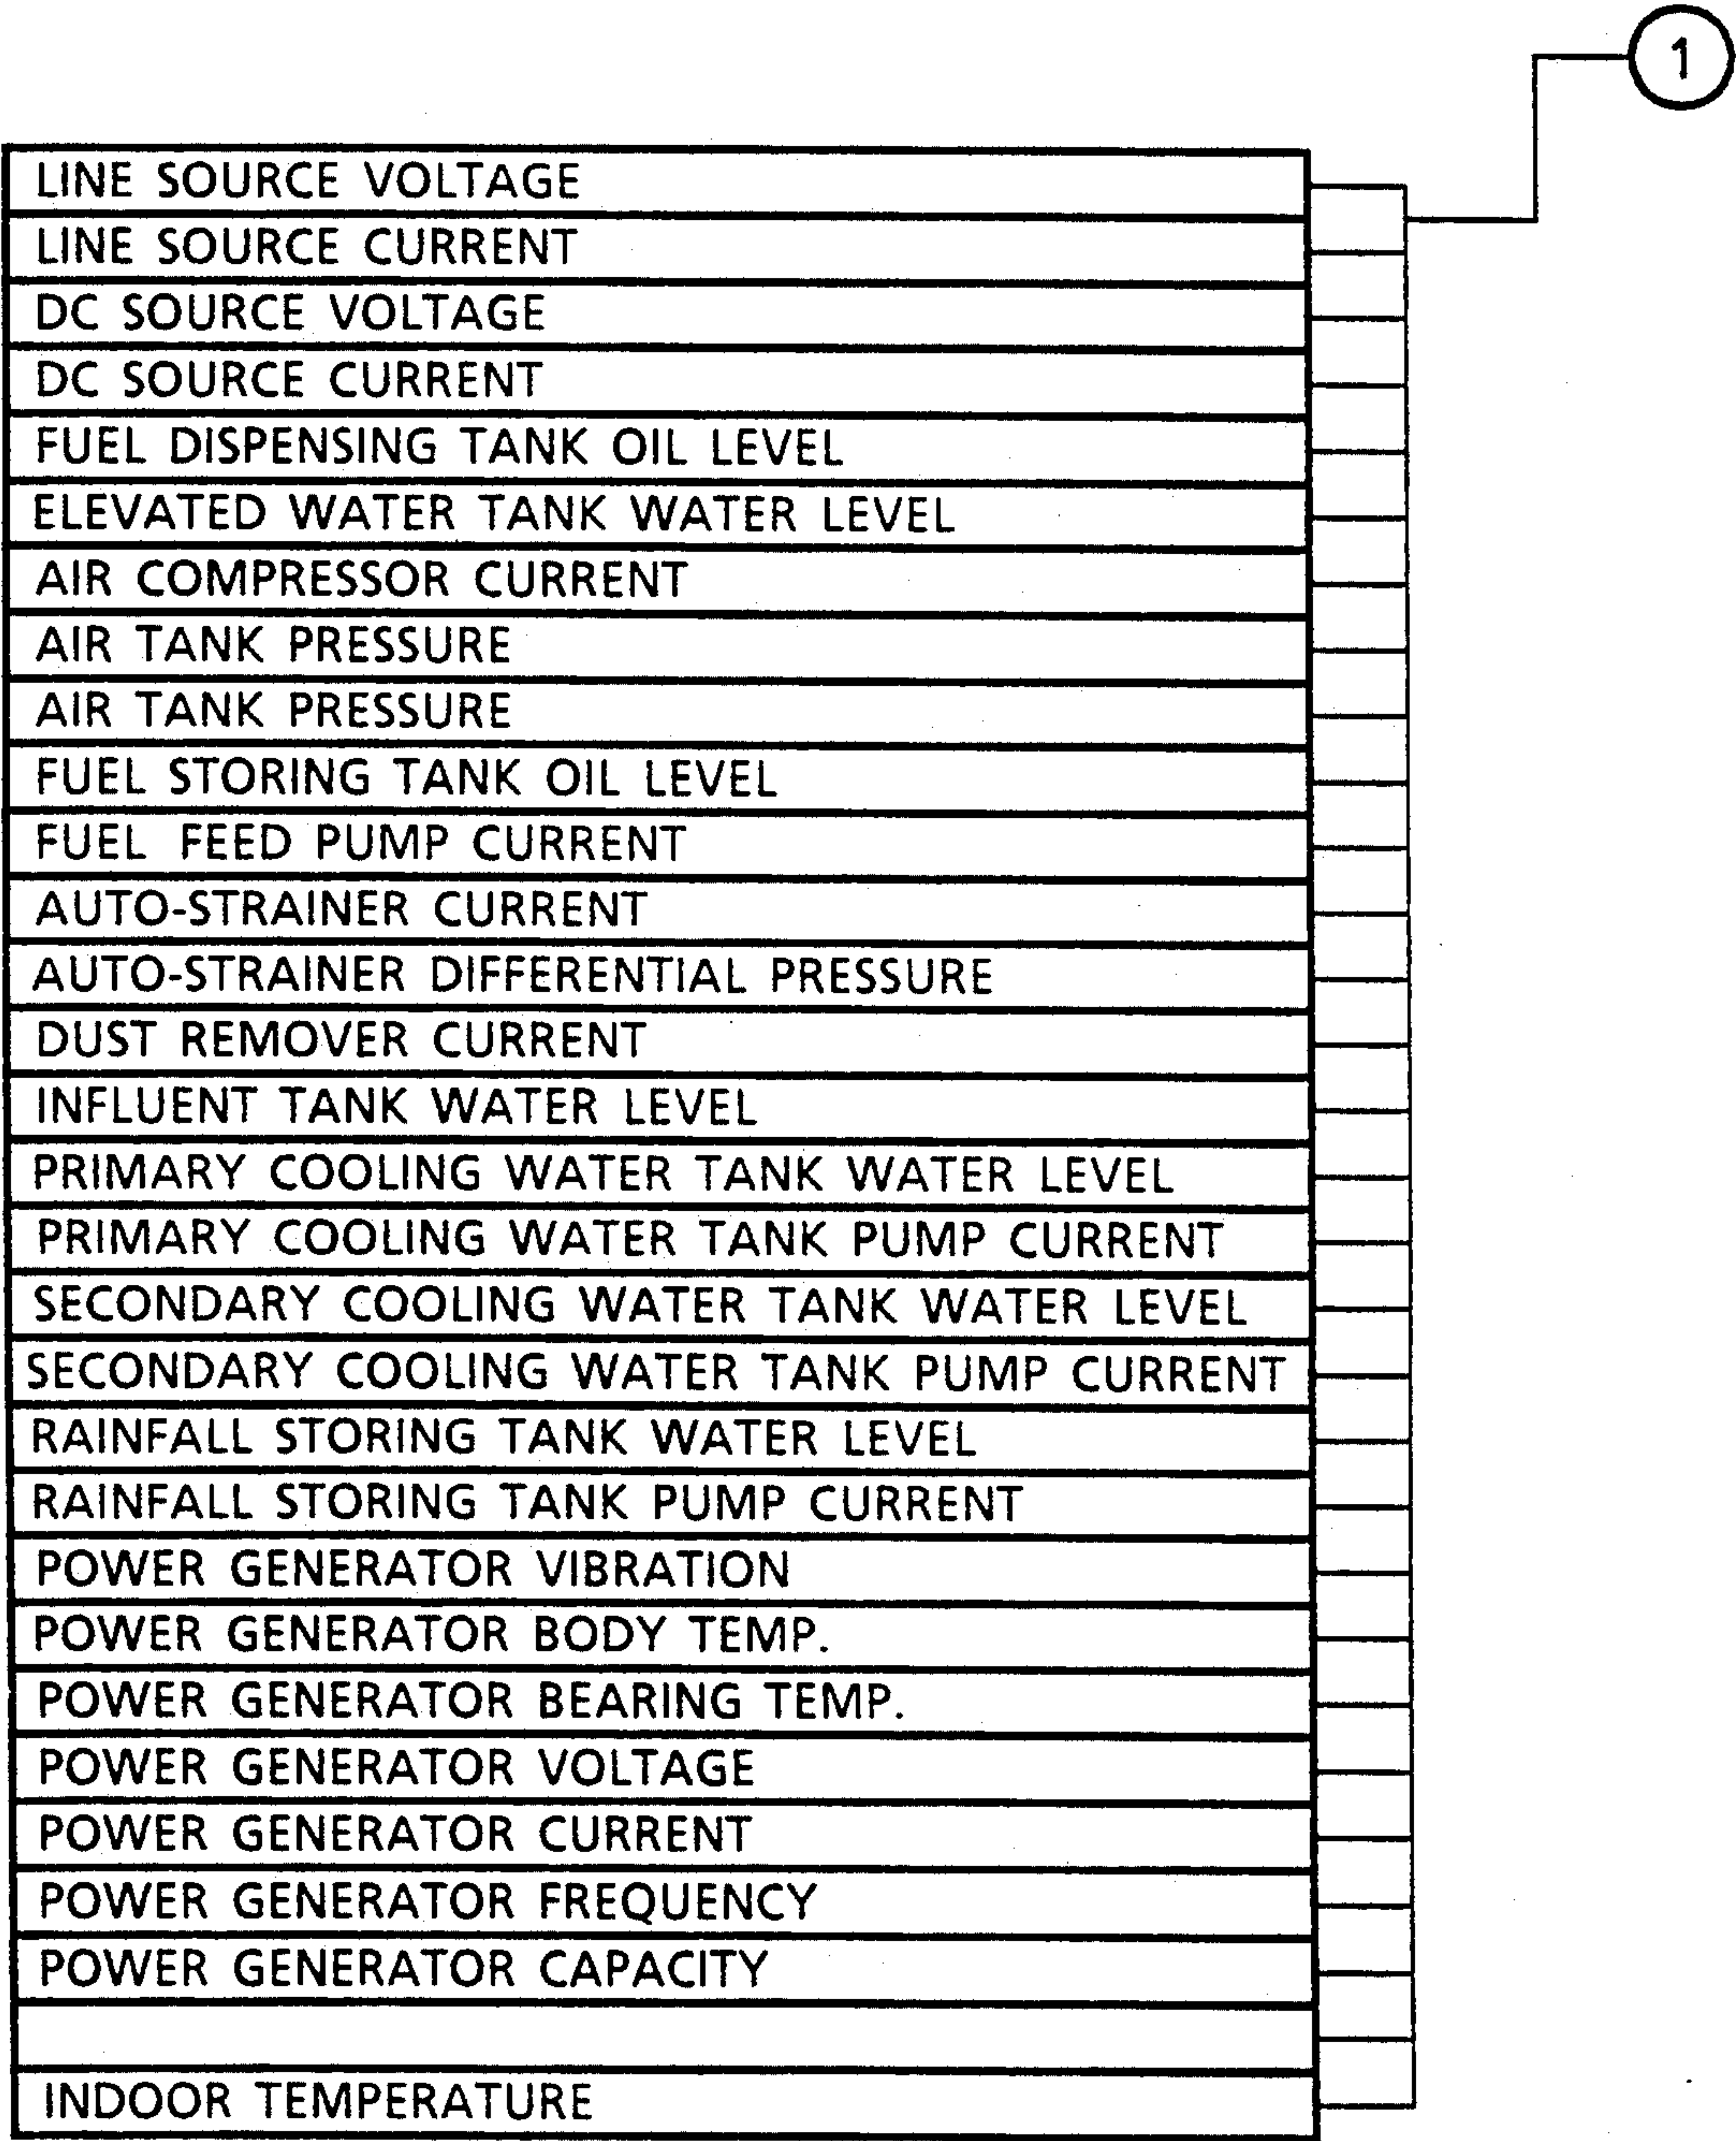 1
LINE SOURCE VOLTAGE
LINE SOURCE CURRENT
DC SOURCE VOLTAGE
DC SOURCE CURRENT
FUEL DISPENSING TANK OIL LEVEL
ELEVATED WATER TANK WATER LEVEL
AIR COMPRESSOR CURRENT
AIR TANK PRESSURE
AIR TANK PRESSURE
FUEL STORING TANK OIL LEVEL
FUEL FEED PUMP CURRENT
AUTO-STRAINER CURRENT
AUTO-STRAINER DIFFERENTIAL PRESSURE
DUST REMOVER CURRENT
INFLUENT TANK WATER LEVEL
PRIMARY COOLING WATER TANK WATER LEVEL
PRIMARY COOLING WATER TANK PUMP CURRENT
SECONDARY COOLING WATER TANK WATER LEVEL
SECONDARY COOLING WATER TANK PUMP CURRENT
RAINFALL STORING TANK WATER LEVEL
RAINFALL STORING TANK PUMP CURRENT
POWER GENERATOR VIBRATION
POWER GENERATOR BODY TEMP.
POWER GENERATOR BEARING TEMP.
POWER GENERATOR VOLTAGE
POWER GENERATOR CURRENT
POWER GENERATOR FREQUENCY
POWER GENERATOR CAPACITY
INDOOR TEMPERATURE